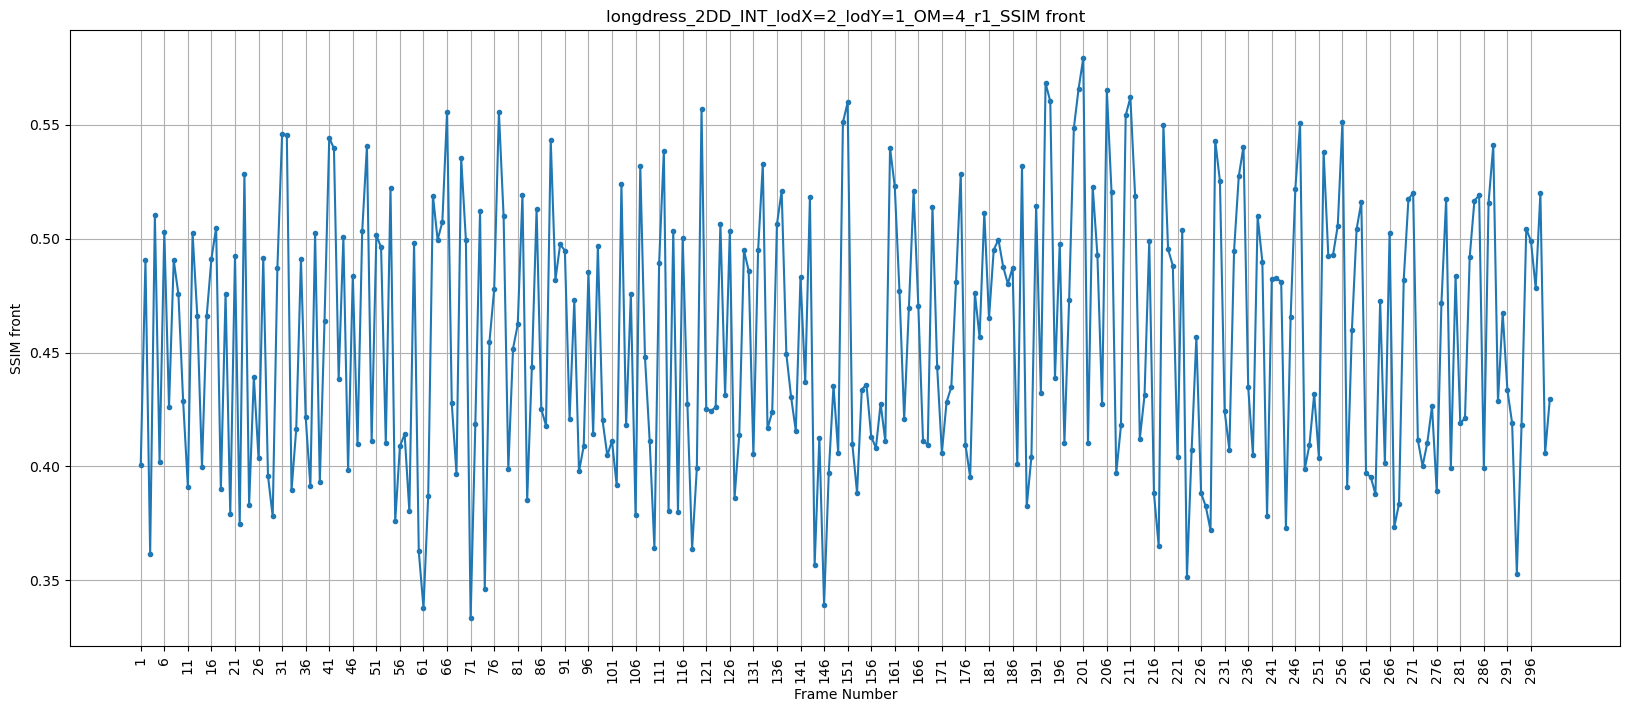 longdress_2DD_INT_lodX=2_lodY=1_OM=4_r1_SSIM front
SSIM front
0.55
0.50
0.45
0.40
0.35
1 6 11 16 21 26 31 36 41 46 51 56 61 66 71 76 81 86 91 96 101 106 111 116 121 126 131 136 141 146 151 156 161 166 171 176 181 186 191 196 201 206 211 216 221 226 231 236 241 246 251 256 261 266 271 276 281 286 291 296
Frame Number